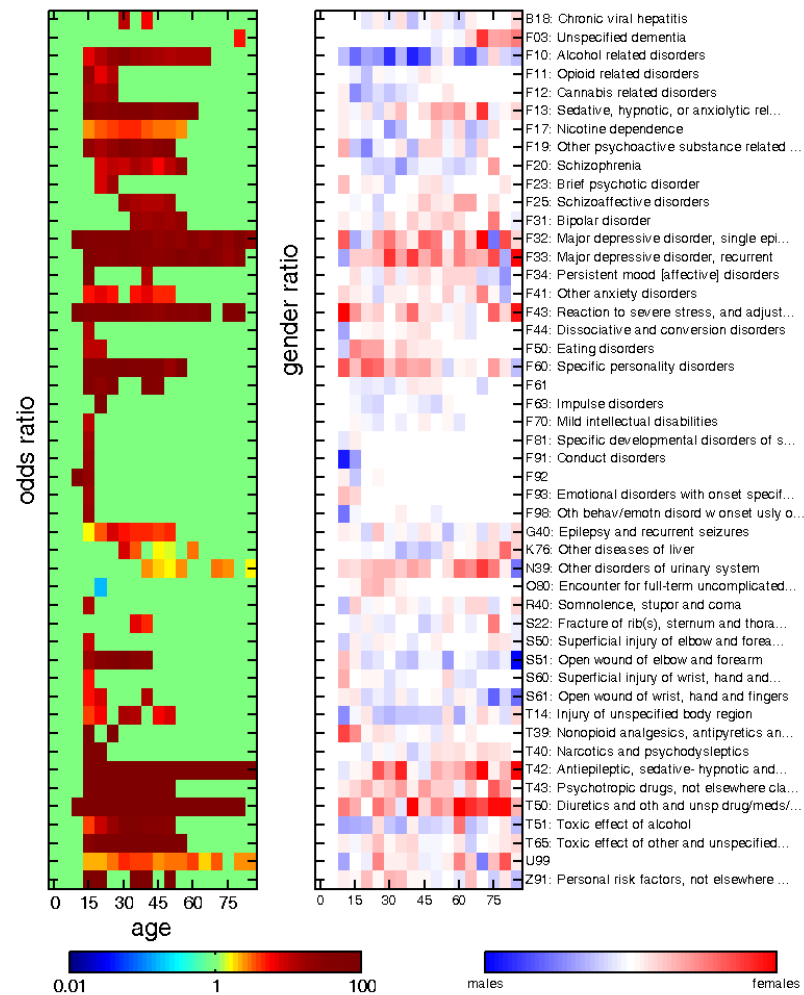 B18: Chronic viral hepatitis
F03: Unspecified dementia
F10: Alcohol related disorders
F11: Opioid related disorders
F12: Cannabis related disorders
F13: Sedative, hypnotic, or anxiolytic rel...
F17: Nicotine dependence
F19: Other psychoactive substance related ...
F20: Schizophrenia
F23: Brief psychotic disorder
F25: Schizoaffective disorders
F31: Bipolar disorder
F32: Major depressive disorder, single epi...
F33: Major depressive disorder, recurrent
F34: Persistent mood [affective] disorders
F41: Other anxiety disorders
F43: Reaction to severe stress, and adjust...
F44: Dissociative and conversion disorders
F50: Eating disorders
F60: Specific personality disorders
F61
F63: Impulse disorders
F70: Mild intellectual disabilities
F81: Specific developmental disorders of s...
F91: Conduct disorders
F92
F93: Emotional disorders with onset specif...
F98: Oth behav/emotn disord w onset usly o...
G40: Epilepsy and recurrent seizures
K76: Other diseases of liver
N39: Other disorders of urinary system
O80: Encounter for full-term uncomplicated...
R40: Somnolence, stupor and coma
S22: Fracture of rib(s), sternum and thora...
S50: Superficial injury of elbow and forea...
S51: Open wound of elbow and forearm
S60: Superficial injury of wrist, hand and...
S61: Open wound of wrist, hand and fingers
T14: Injury of unspecified body region
T39: Nonopioid analgesics, antipyretics an...
T40: Narcotics and psychodysleptics
T42: Antiepileptic, sedative- hypnotic and...
T43: Psychotropic drugs, not elsewhere cla...
T50: Diuretics and oth and unsp drug/meds/...
T51: Toxic effect of alcohol
T65: Toxic effect of other and unspecified...
U99
Z91: Personal risk factors, not elsewhere ...
odds ratio
gender ratio
0 15 30 45 60 75
0 15 30 45 60 75
age
0.01 1 100
males females